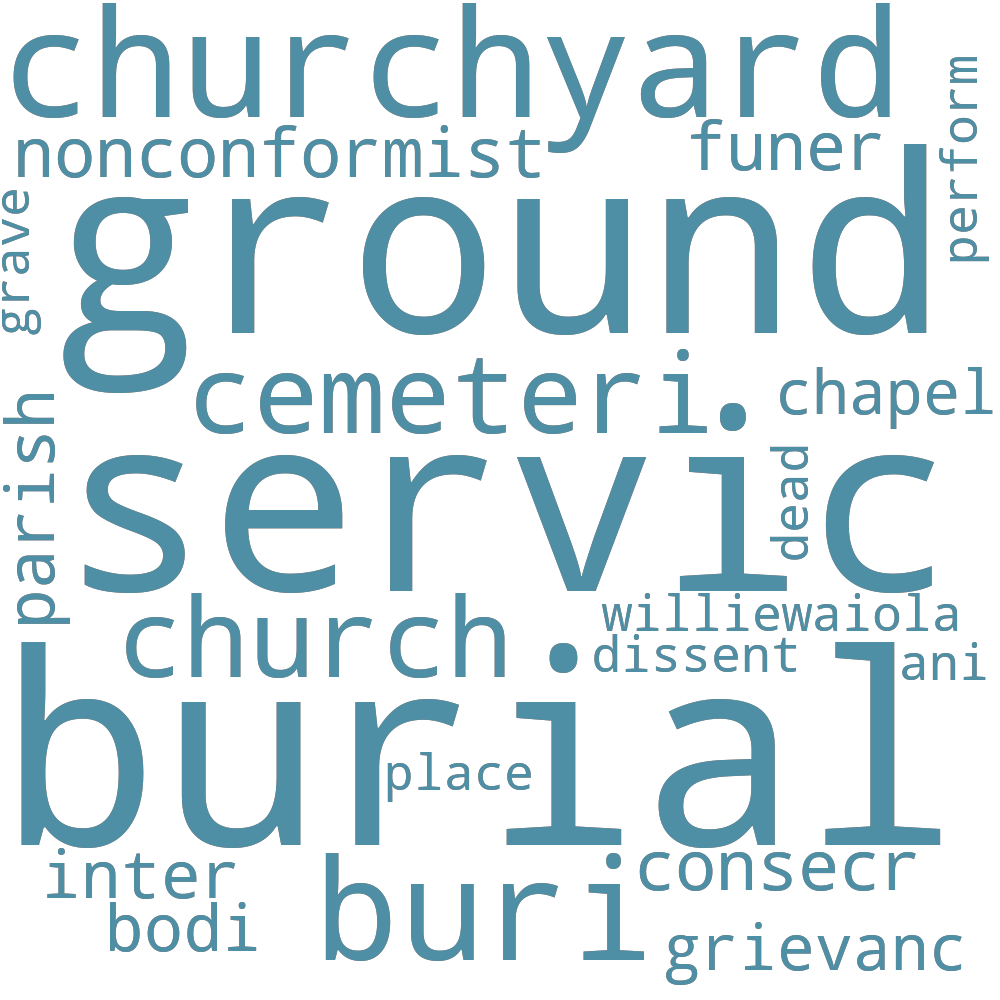 churchyard
perform
nonconformist
funer
grave
ground
cemeteri
chapel
parish
servic
dead
church
williewaiola
dissent
ani
burial
place
inter
buri
consecr
bodi
grievanc